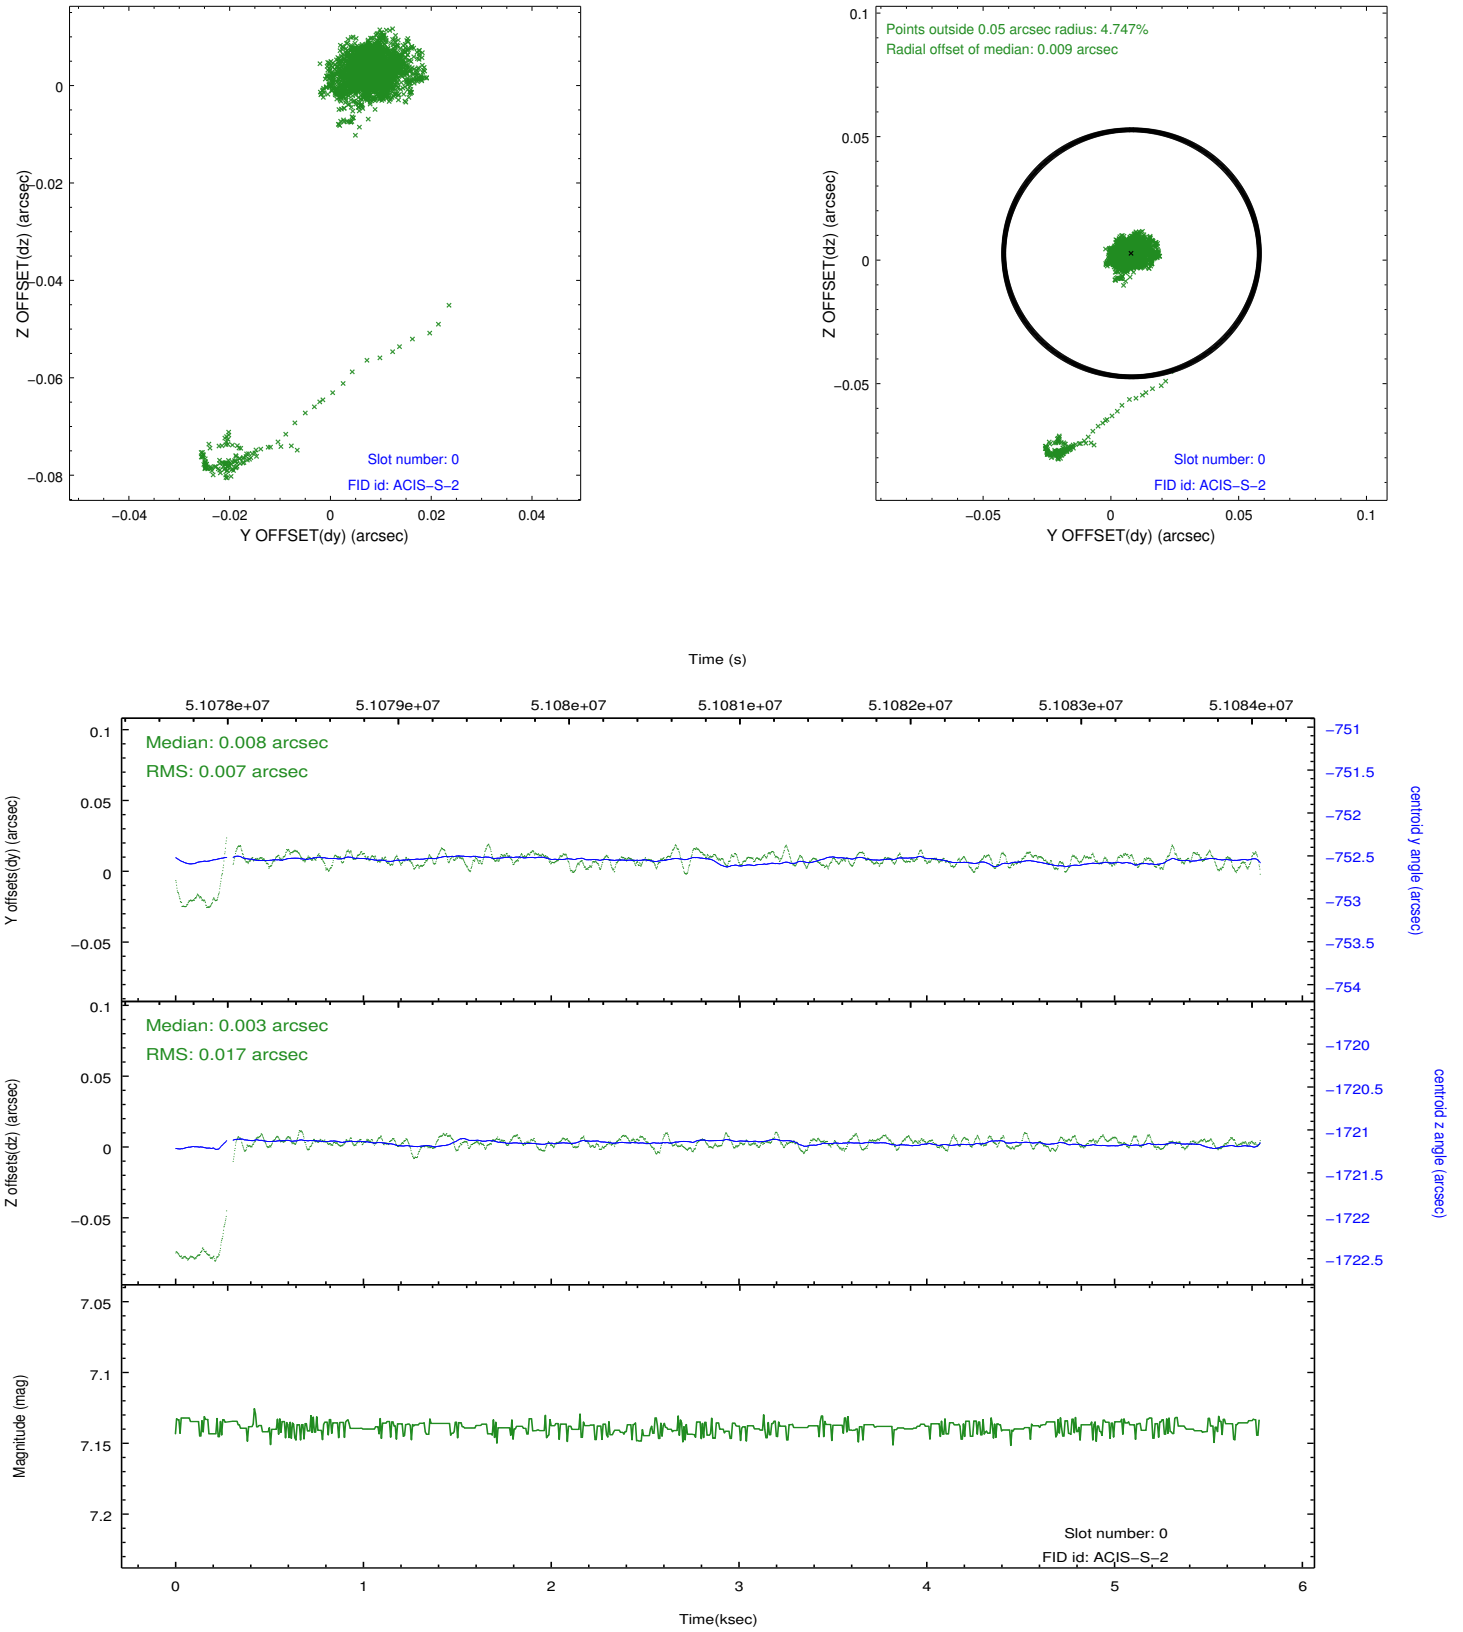 0
−0.02
−0.04
−0.06
−0.08
Z OFFSET(dz) (arcsec)
Slot number: 0
FID id: ACIS−S−2
−0.04
−0.02
0
0.02
0.04
Y OFFSET(dy) (arcsec)
Points outside 0.05 arcsec radius: 4.747%
Radial offset of median: 0.009 arcsec
0.1
0.05
0
−0.05
Z OFFSET(dz) (arcsec)
Slot number: 0
FID id: ACIS−S−2
−0.05
0
0.05
0.1
Y OFFSET(dy) (arcsec)
Time (s)
5.1078e+07
5.1079e+07
5.108e+07
5.1081e+07
5.1082e+07
5.1083e+07
5.1084e+07
Median: 0.008 arcsec
RMS: 0.007 arcsec
0.1
0.05
0
−0.05
Y offsets(dy) (arcsec)
−751
−751.5
−752
−752.5
−753
−753.5
−754
centroid y angle (arcsec)
Median: 0.003 arcsec
RMS: 0.017 arcsec
0.1
0.05
0
−0.05
Z offsets(dz) (arcsec)
−1720
−1720.5
−1721
−1721.5
−1722
−1722.5
centroid z angle (arcsec)
7.05
7.1
7.15
7.2
Magnitude (mag)
Slot number: 0
FID id: ACIS−S−2
0
1
2
3
4
5
6
Time(ksec)